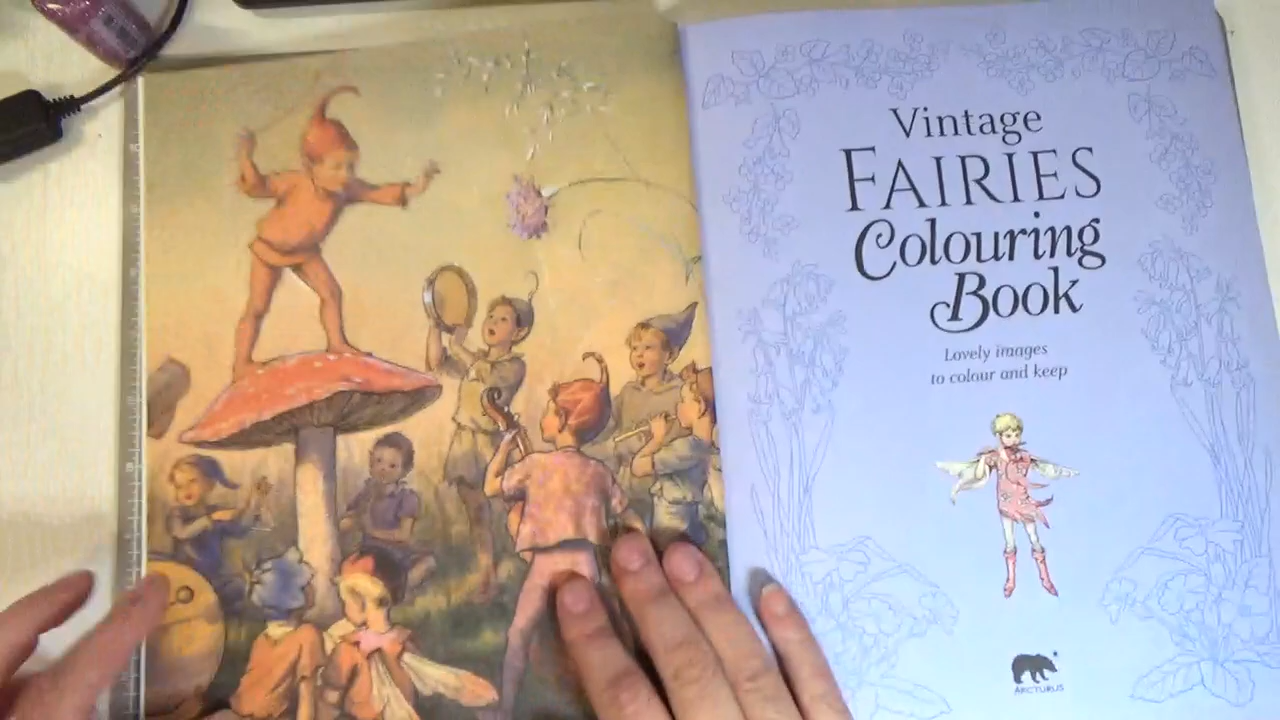 Vintage
FAIRIES
Colouring
Book
Lovely images
to colour and keep
ARCTURUS